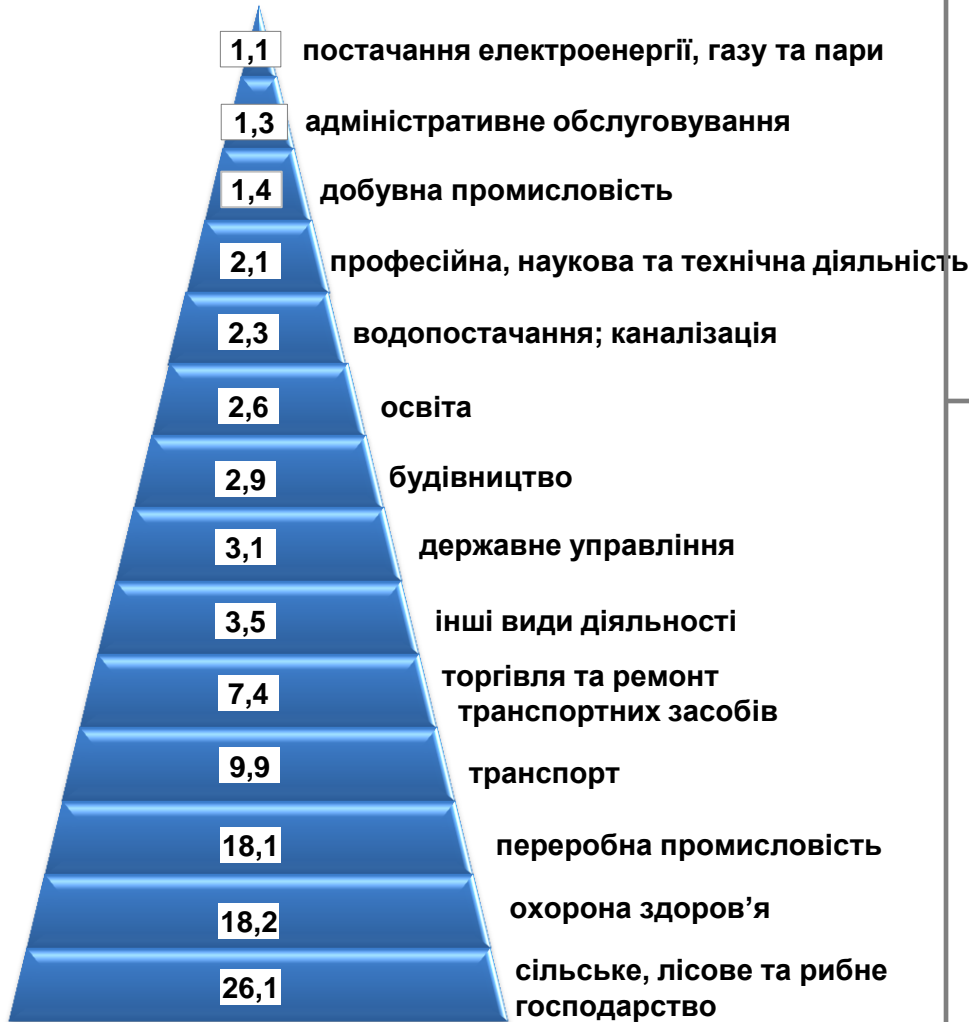 1,1 постачання електроенергії, газу та пари
1,3 адміністративне обслуговування
1,4 добувна промисловість
2,1 професійна, наукова та технічна діяльність
2,3 водопостачання; каналізація
2,6 освіта
2,9 будівництво
3,1 державне управління
3,5 інші види діяльності
7,4 торгівля та ремонт
транспортних засобів
9,9 транспорт
18,1 переробна промисловість
18,2 охорона здоров’я
26,1 сільське, лісове та рибне
господарство